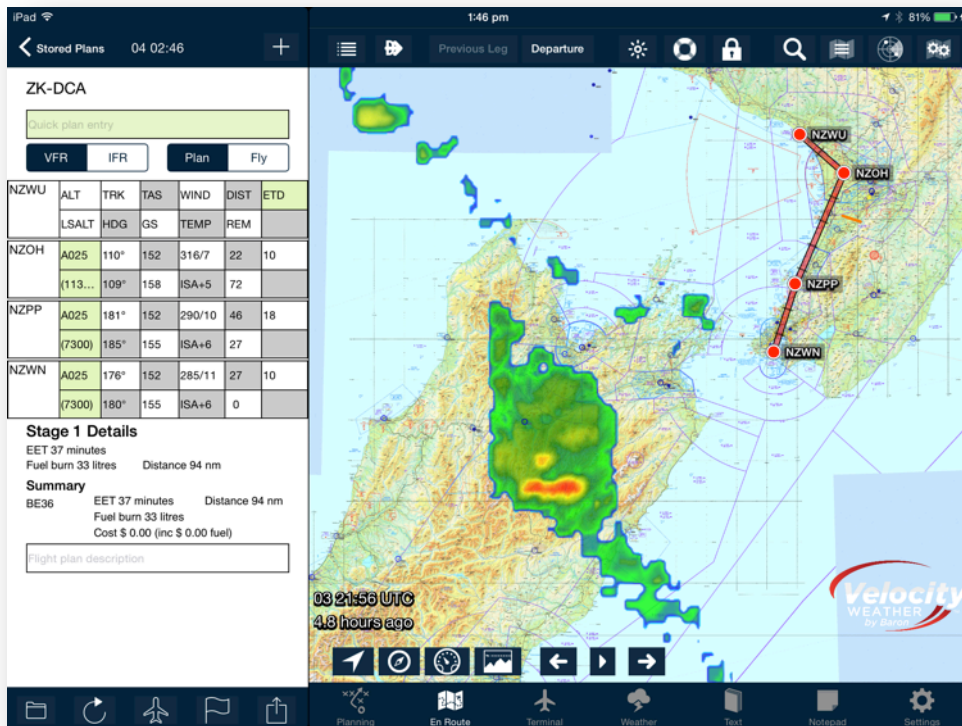 iPad 1:46 pm 81%
Stored Plans 04 02:46 + Previous Leg Departure
ZK-DCA
Quick plan entry
VFR IFR Plan Fly
NZWU ALT TRK TAS WIND DIST ETD
LSALT HDG GS TEMP REM
NZOH A025 110° 152 316/7 22 10
(113... 109° 158 ISA+5 72
NZPP A025 181° 152 290/10 46 18
(7300) 185° 155 ISA+6 27
NZWN A025 176° 152 285/11 27 10
(7300) 180° 155 ISA+6 0
Stage 1 Details
EET 37 minutes
Fuel burn 33 litres Distance 94 nm
Summary
BE36 EET 37 minutes Distance 94 nm
Fuel burn 33 litres
Cost $ 0.00 (inc $ 0.00 fuel)
Flight plan description
NZWU
NZOH
NZPP
NZWN
03 21:56 UTC
4.8 hours ago
Velocity
WEATHER
by Baron
Planning En Route Terminal Weather Text Notepad Settings